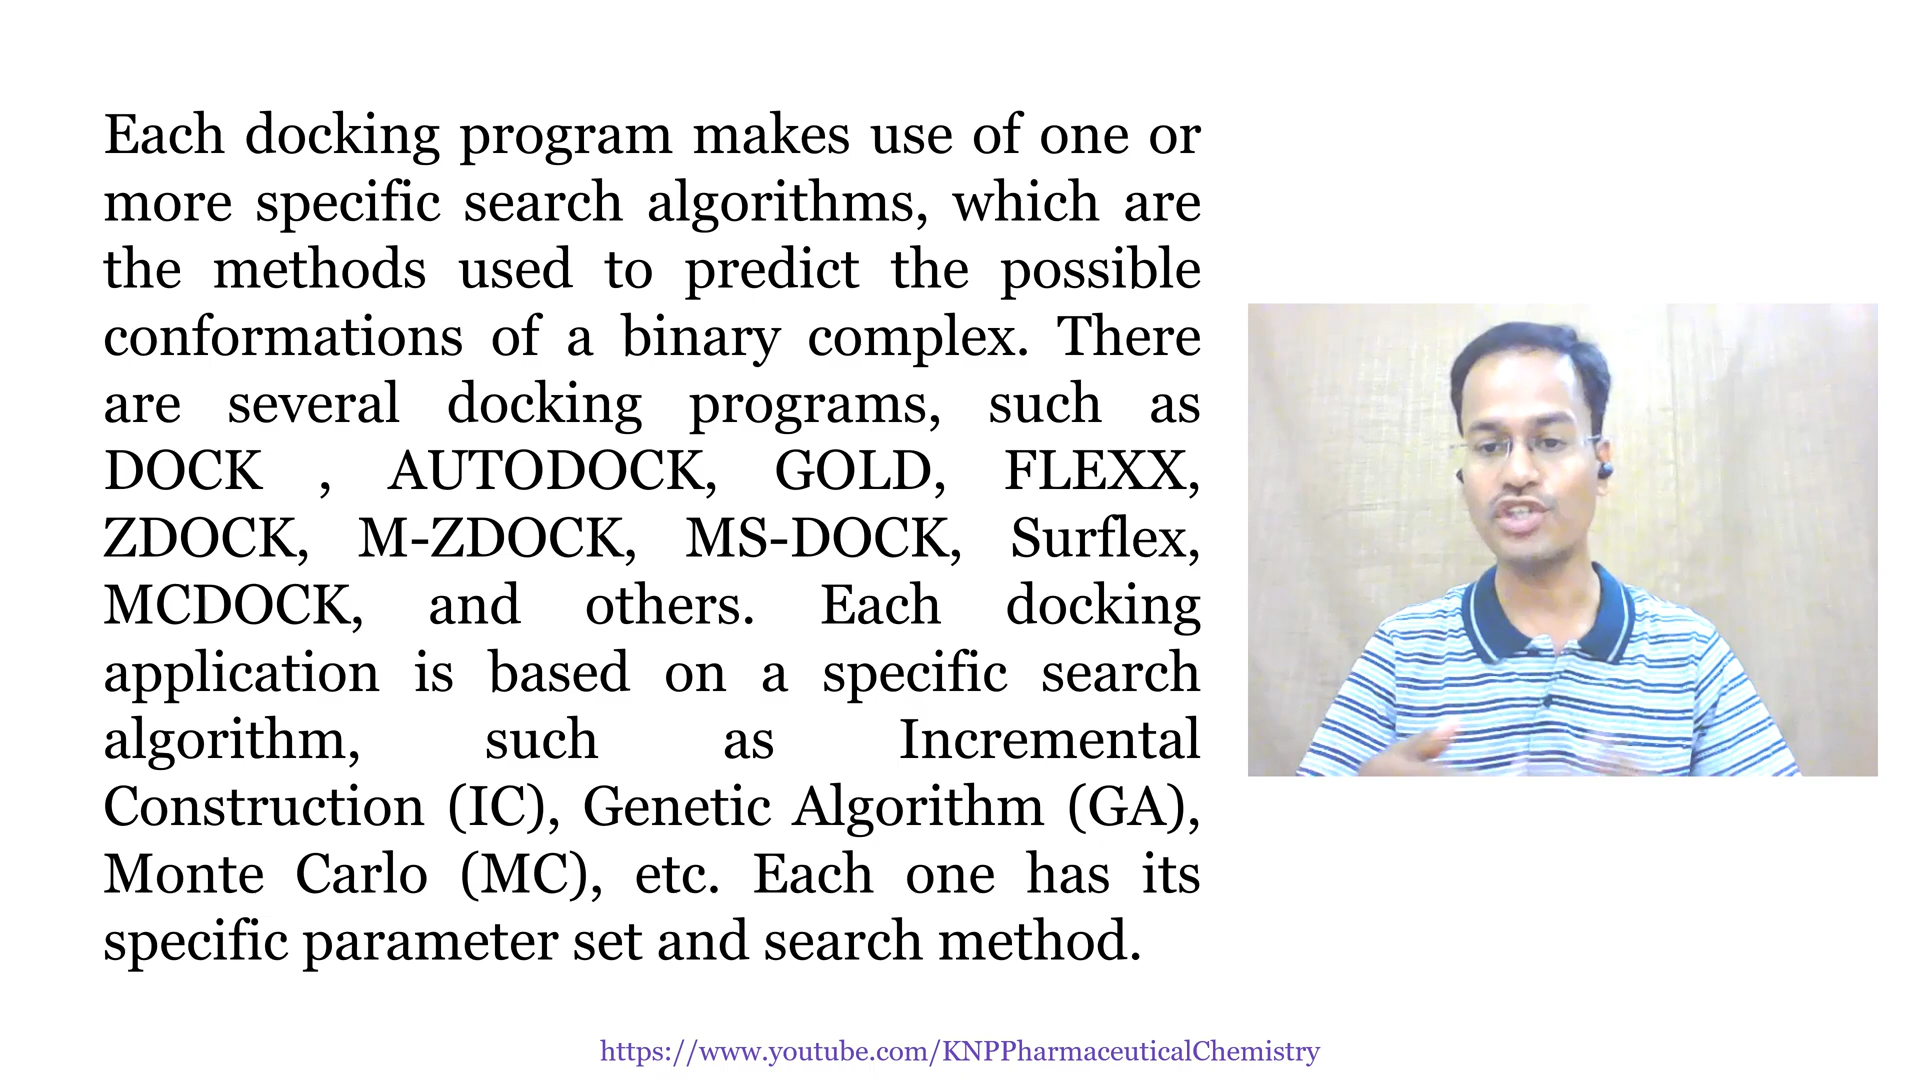 Each docking program makes use of one or
more specific search algorithms, which are
the methods used to predict the possible
conformations of a binary complex. There
are several docking programs, such as
DOCK , AUTODOCK, GOLD, FLEXX,
ZDOCK, M-ZDOCK, MS-DOCK, Surflex,
MCDOCK, and others. Each docking
application is based on a specific search
algorithm, such as Incremental
Construction (IC), Genetic Algorithm (GA),
Monte Carlo (MC), etc. Each one has its
specific parameter set and search method.
https://www.youtube.com/KNPPharmaceuticalChemistry